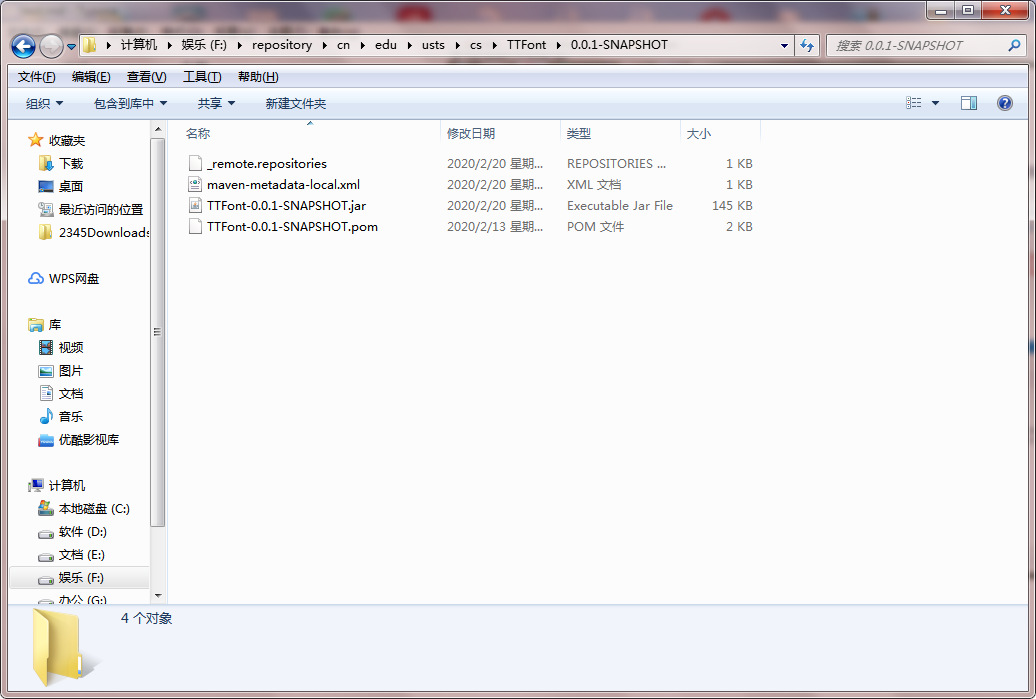 计算机 娱乐 (F:) repository cn edu usts cs TTFont 0.0.1-SNAPSHOT 搜索 0.0.1-SNAPSHOT
文件(F) 编辑(E) 查看(V) 工具(T) 帮助(H)
组织 包含到库中 共享 新建文件夹
名称 修改日期 类型 大小
_remote.repositories 2020/2/20 星期... REPOSITORIES ... 1 KB
maven-metadata-local.xml 2020/2/20 星期... XML 文档 1 KB
TTFont-0.0.1-SNAPSHOT.jar 2020/2/20 星期... Executable Jar File 145 KB
TTFont-0.0.1-SNAPSHOT.pom 2020/2/13 星期... POM 文件 2 KB
收藏夹
下载
桌面
最近访问的位置
2345Downloads
WPS网盘
库
视频
图片
文档
音乐
优酷影视库
计算机
本地磁盘 (C:)
软件 (D:)
文档 (E:)
娱乐 (F:)
办公 (G:)
4 个对象